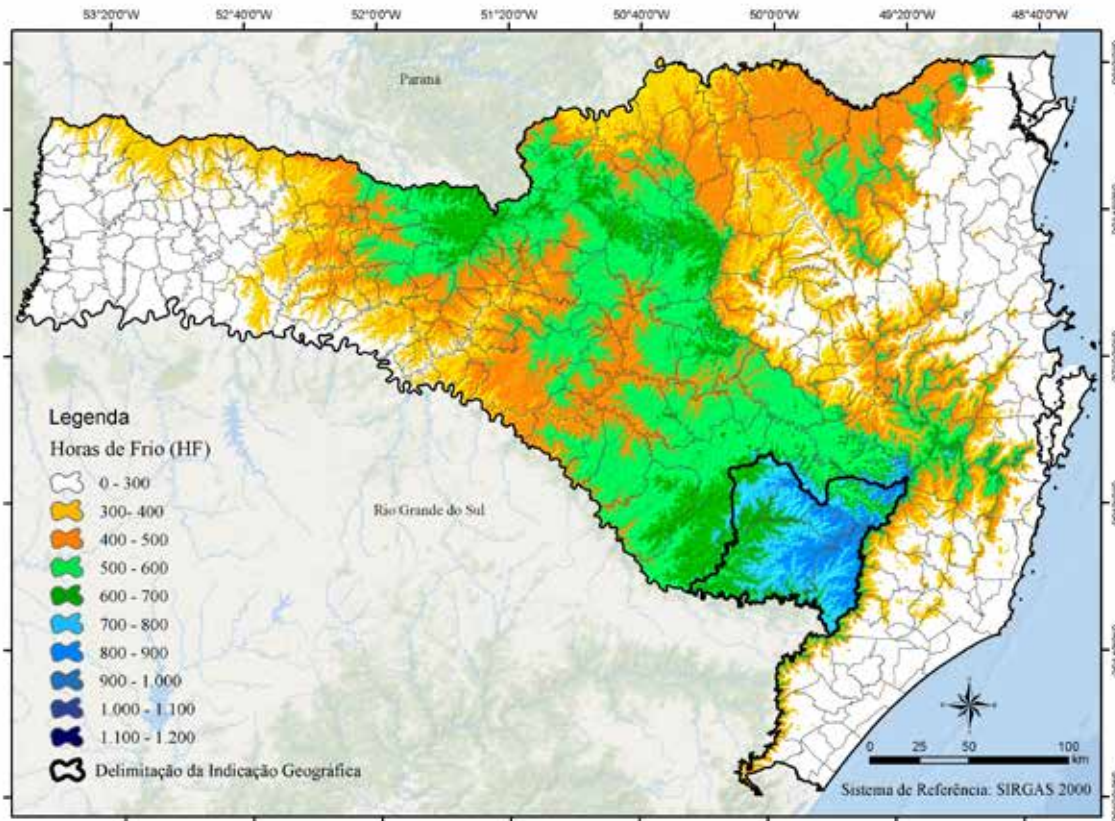 53°20'0"W 52°40'0"W 52°0'0"W 51°20'0"W 50°40'0"W 50°0'0"W 49°20'0"W 48°40'0"W
Paraná
Rio Grande do Sul
Legenda
Horas de Frio (HF)
0 - 300
300- 400
400 - 500
500 - 600
600 - 700
700 - 800
800 - 900
900 - 1.000
1.000 - 1.100
1.100 - 1.200
Delimitação da Indicação Geográfica
0 25 50 100
km
Sistema de Referência: SIRGAS 2000